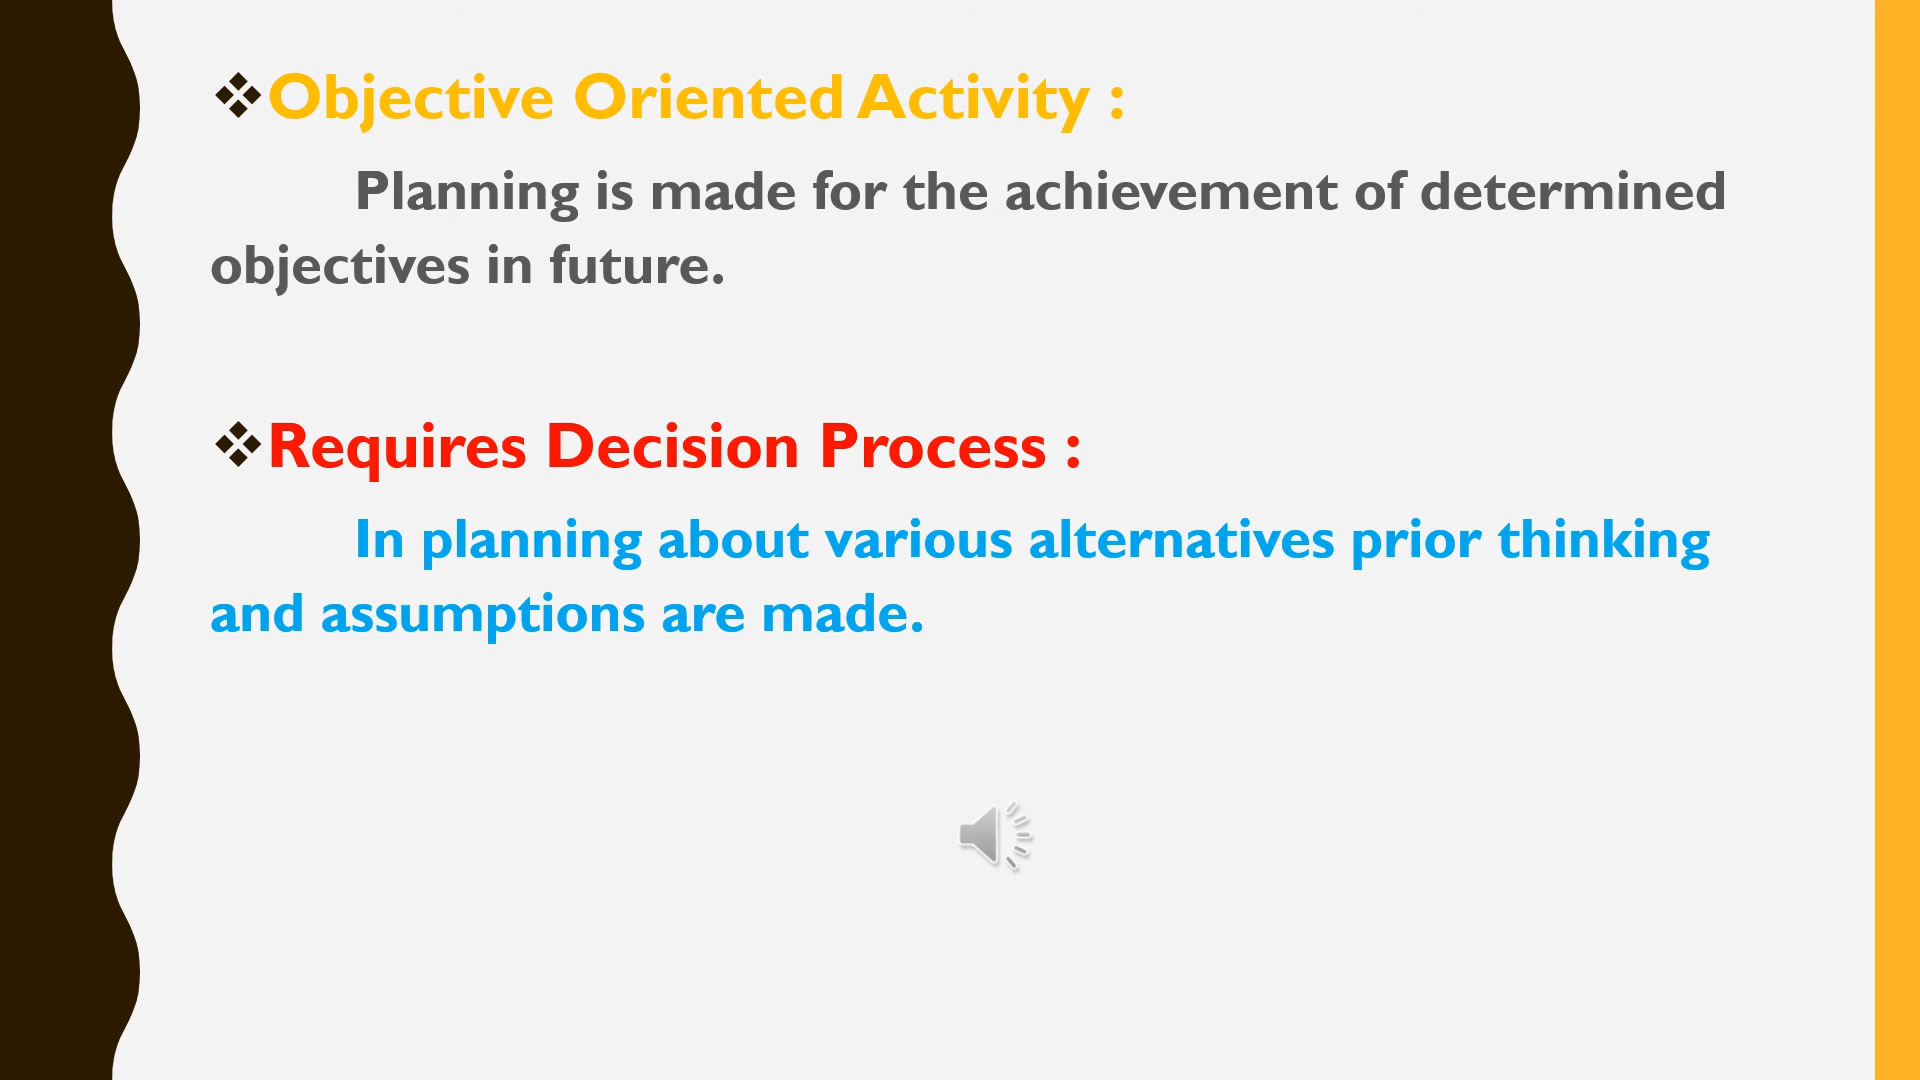 ❖Objective Oriented Activity :
Planning is made for the achievement of determined
objectives in future.
❖Requires Decision Process :
In planning about various alternatives prior thinking
and assumptions are made.